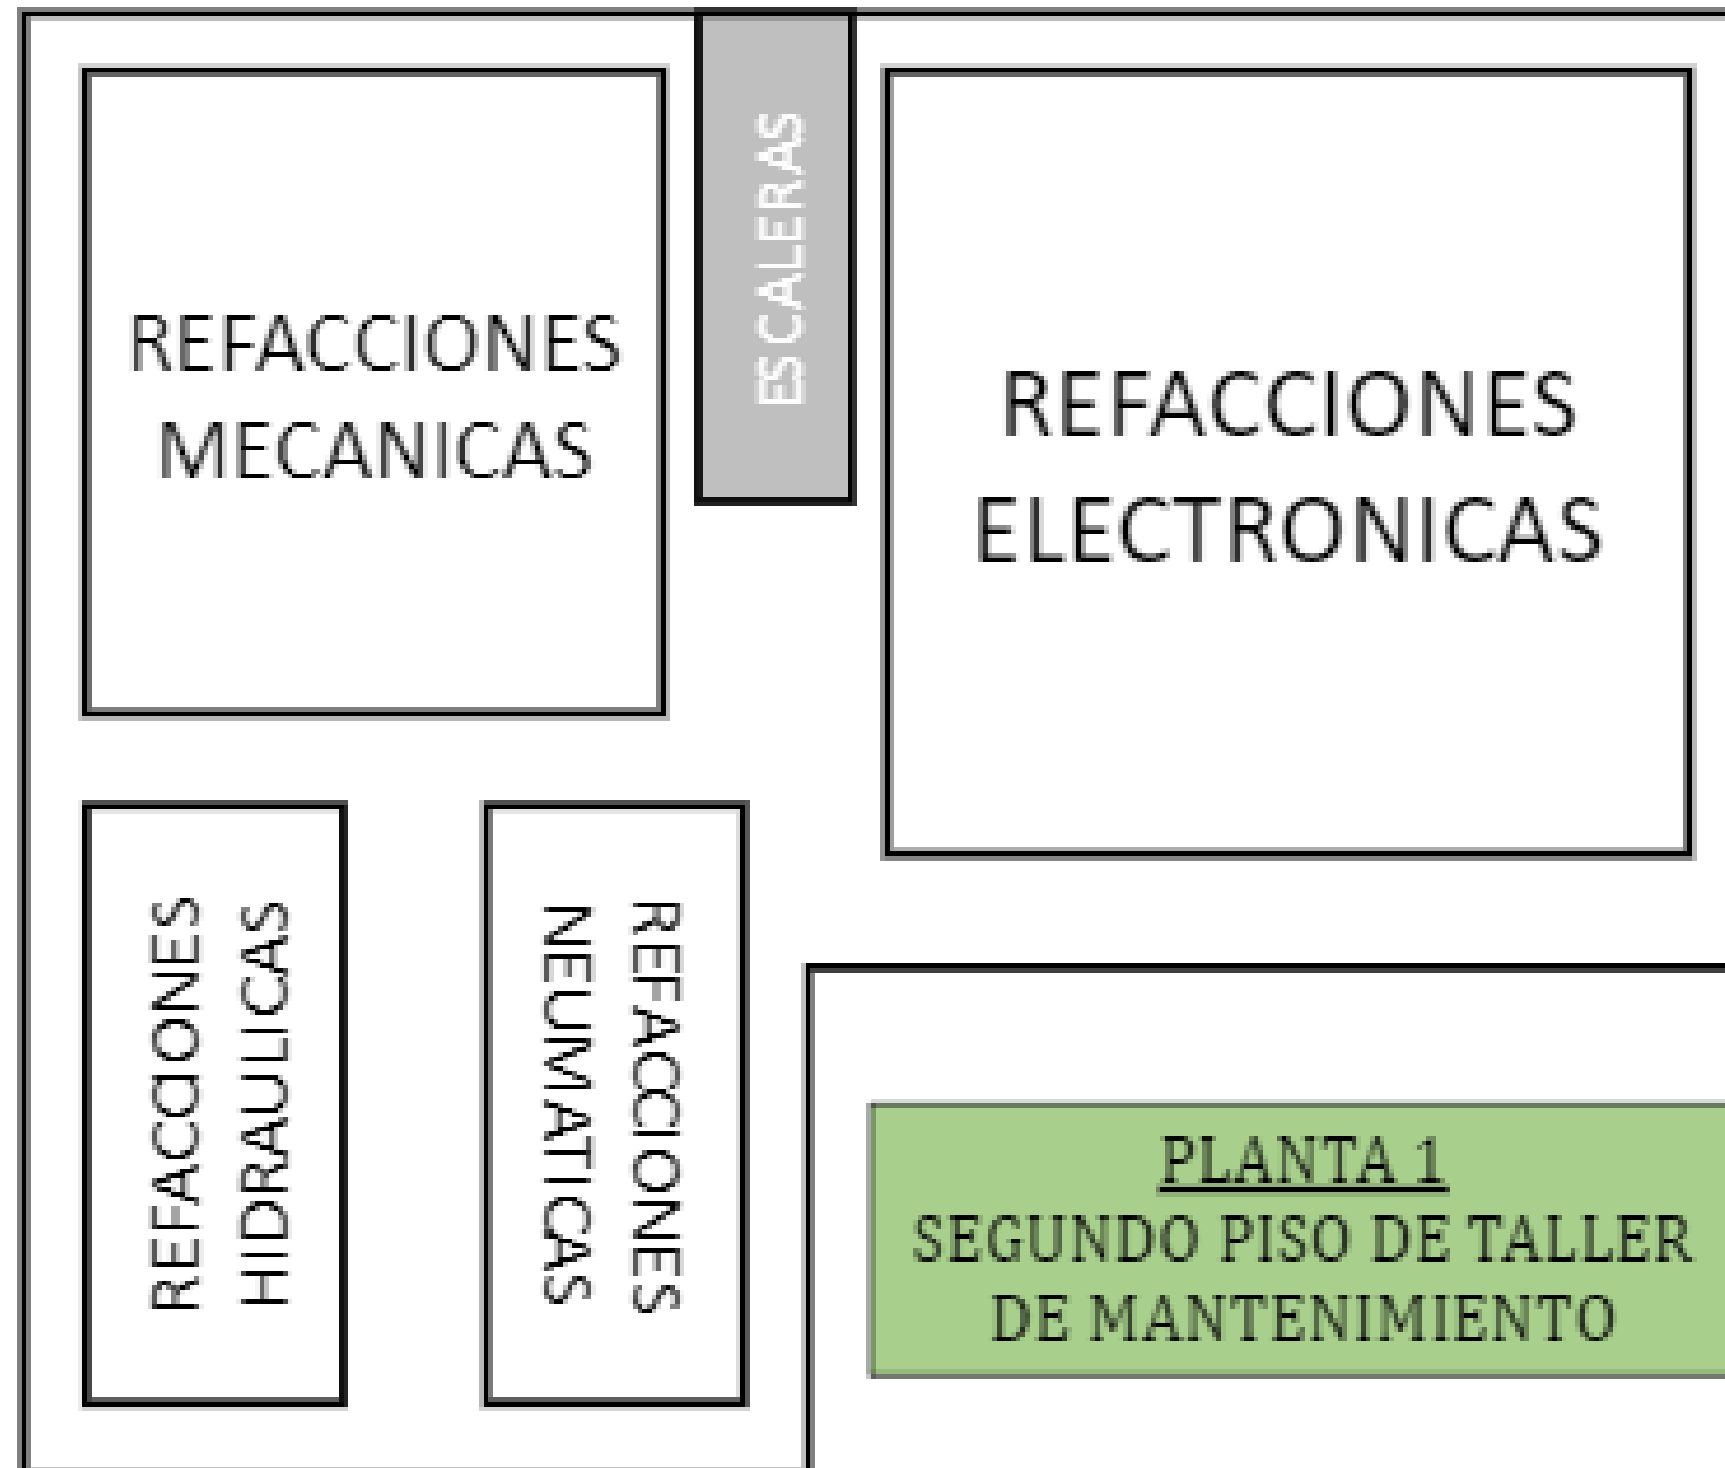 REFACCIONES
MECANICAS
ESCALERAS
REFACCIONES
ELECTRONICAS
REFACCIONES
HIDRAULICAS
REFACCIONES
NEUMATICAS
PLANTA 1
SEGUNDO PISO DE TALLER
DE MANTENIMIENTO